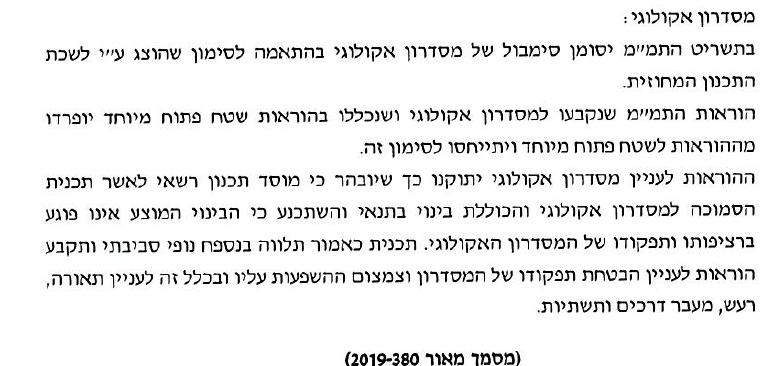 מסדרון אקולוגי:
בתשריט התמ"מ יסומן סימבול של מסדרון אקולוגי בהתאמה לסימון שהוצג ע"י לשכת
התכנון המחוזית.
הוראות התמ"מ שנקבעו למסדרון אקולוגי ושנכללו בהוראות שטח פתוח מיוחד יופרדו
מההוראות לשטח פתוח מיוחד ויתייחסו לסימון זה.
ההוראות לעניין מסדרון אקולוגי יתוקנו כך שיובהר כי מוסד תכנון רשאי לאשר תכנית
הסמוכה למסדרון אקולוגי והכוללת בינוי בתנאי והשתכנע כי הבינוי המוצע אינו פוגע
ברציפותו ותפקודו של המסדרון האקולוגי. תכנית כאמור תלווה בנספח נופי סביבתי ותקבע
הוראות לעניין הבטחת תפקודו של המסדרון וצמצום ההשפעות עליו ובכלל זה לעניין תאורה,
רעש, מעבר דרכים ותשתיות.
(מסמך מאור 2019-380)